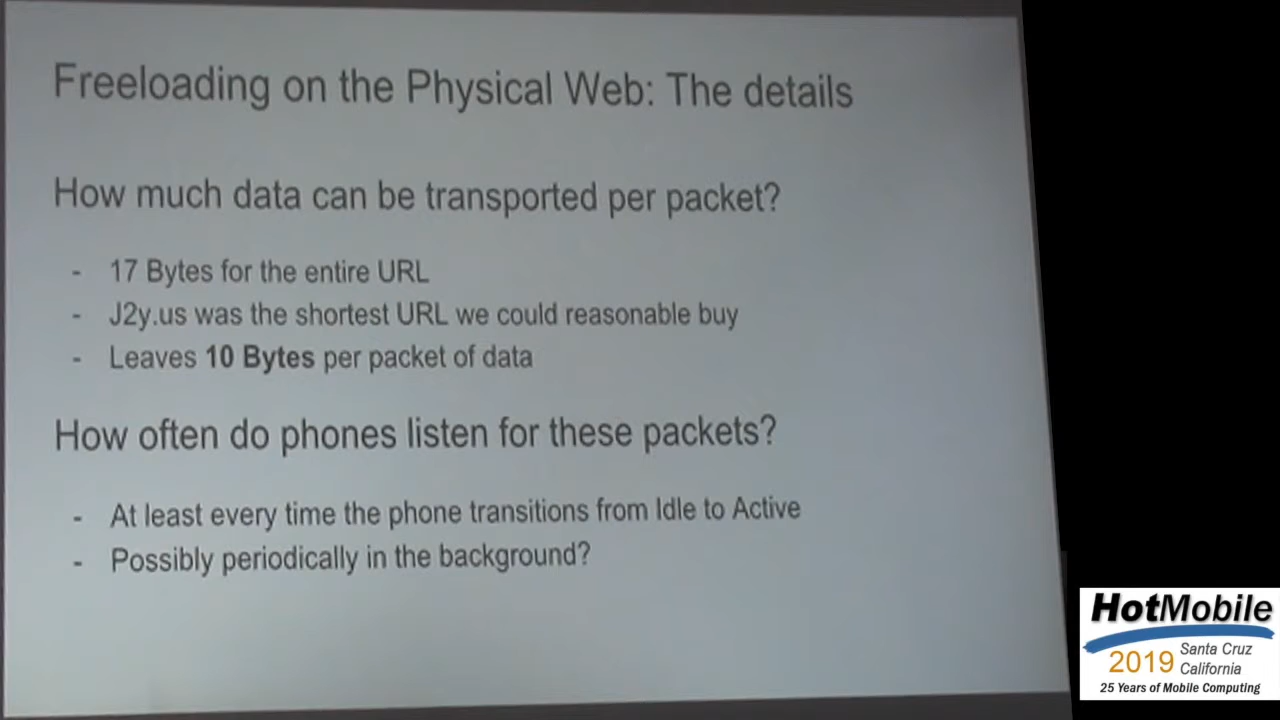 Freeloading on the Physical Web: The details
How much data can be transported per packet?
- 17 Bytes for the entire URL
- J2y.us was the shortest URL we could reasonable buy
- Leaves 10 Bytes per packet of data
How often do phones listen for these packets?
- At least every time the phone transitions from Idle to Active
- Possibly periodically in the background?
HotMobile
2019 Santa Cruz
California
25 Years of Mobile Computing